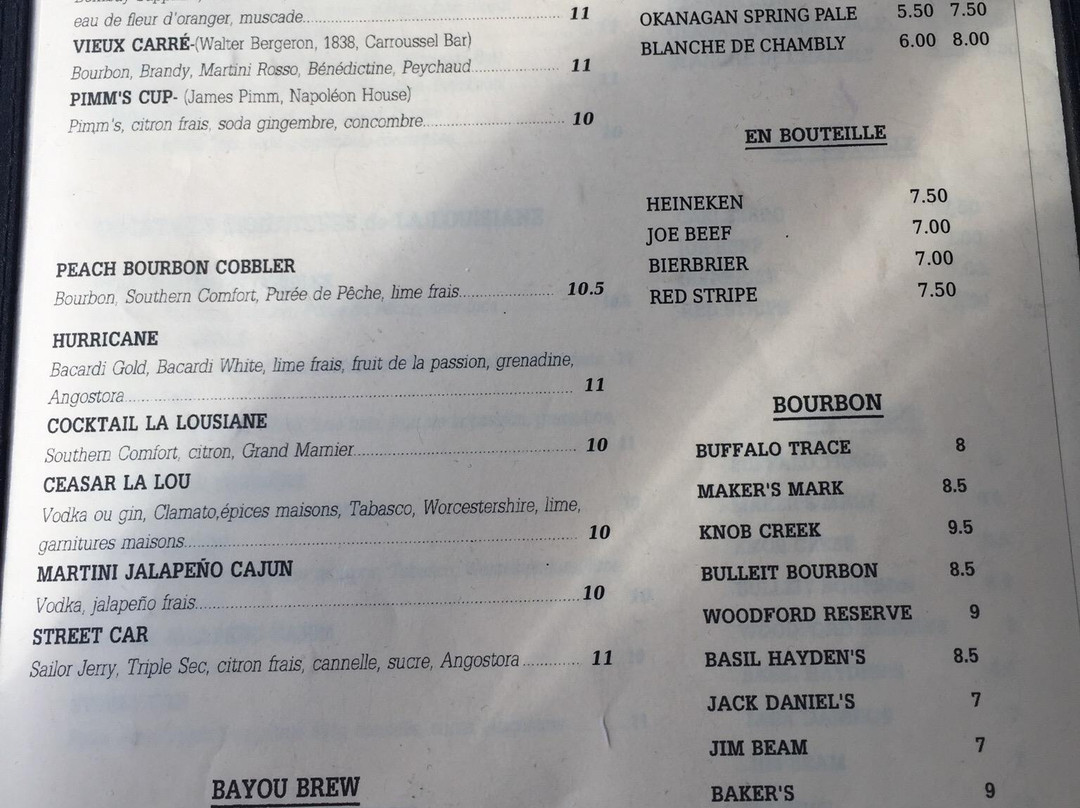 eau de fleur d'oranger, muscade.......... 11
VIEUX CARRÉ-(Walter Bergeron, 1838, Carroussel Bar)
Bourbon, Brandy, Martini Rosso, Bénédictine, Peychaud.......... 11
PIMM'S CUP- (James Pimm, Napoléon House)
Pimm's, citron frais, soda gingembre, concombre.......... 10
PEACH BOURBON COBBLER
Bourbon, Southern Comfort, Purée de Pêche, lime frais.......... 10.5
HURRICANE
Bacardi Gold, Bacardi White, lime frais, fruit de la passion, grenadine,
Angostora.......... 11
COCKTAIL LA LOUSIANE
Southern Comfort, citron, Grand Marnier.......... 10
CEASAR LA LOU
Vodka ou gin, Clamato,épices maisons, Tabasco, Worcestershire, lime,
garnitures maisons.......... 10
MARTINI JALAPEÑO CAJUN
Vodka, jalapeño frais.......... 10
STREET CAR
Sailor Jerry, Triple Sec, citron frais, cannelle, sucre, Angostora.......... 11
BAYOU BREW
OKANAGAN SPRING PALE 5.50 7.50
BLANCHE DE CHAMBLY 6.00 8.00
EN BOUTEILLE
HEINEKEN 7.50
JOE BEEF 7.00
BIERBRIER 7.00
RED STRIPE 7.50
BOURBON
BUFFALO TRACE 8
MAKER'S MARK 8.5
KNOB CREEK 9.5
BULLEIT BOURBON 8.5
WOODFORD RESERVE 9
BASIL HAYDEN'S 8.5
JACK DANIEL'S 7
JIM BEAM 7
BAKER'S 9